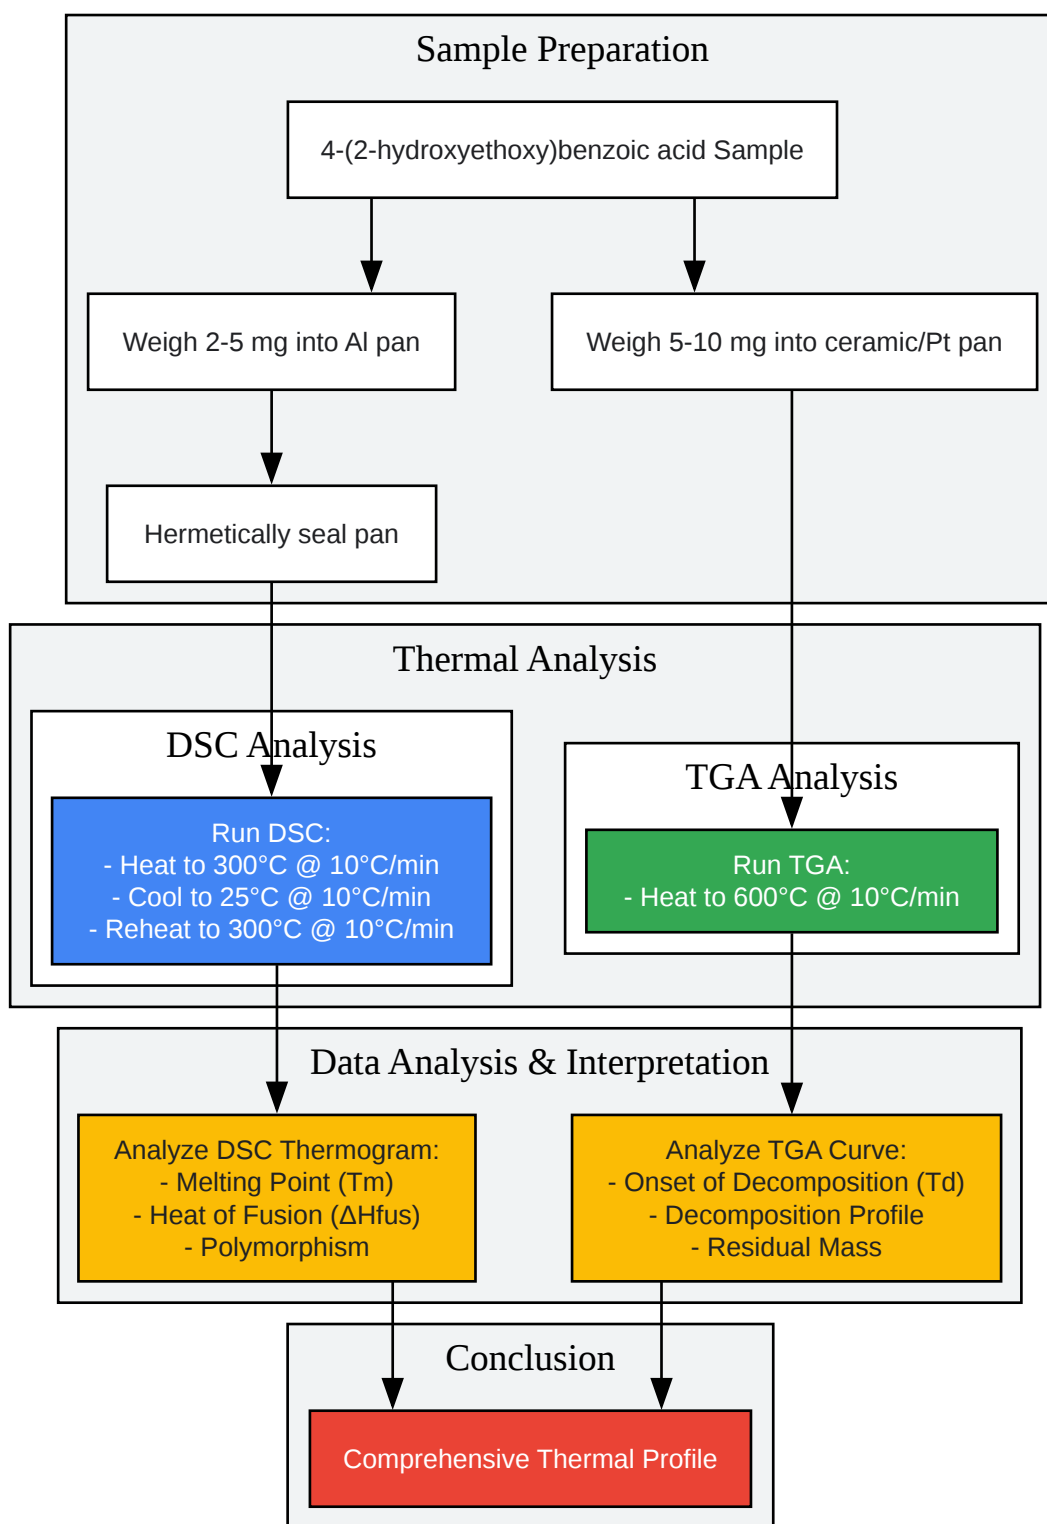 Sample Preparation
4-(2-hydroxyethoxy)benzoic acid Sample
Weigh 2-5 mg into Al pan
Weigh 5-10 mg into ceramic/Pt pan
Hermetically seal pan
Thermal Analysis
DSC Analysis
TGA Analysis
Run DSC:
- Heat to 300°C @ 10°C/min
- Cool to 25°C @ 10°C/min
- Reheat to 300°C @ 10°C/min
Run TGA:
- Heat to 600°C @ 10°C/min
Data Analysis & Interpretation
Analyze DSC Thermogram:
- Melting Point (Tm)
- Heat of Fusion (ΔHfus)
- Polymorphism
Analyze TGA Curve:
- Onset of Decomposition (Td)
- Decomposition Profile
- Residual Mass
Conclusion
Comprehensive Thermal Profile